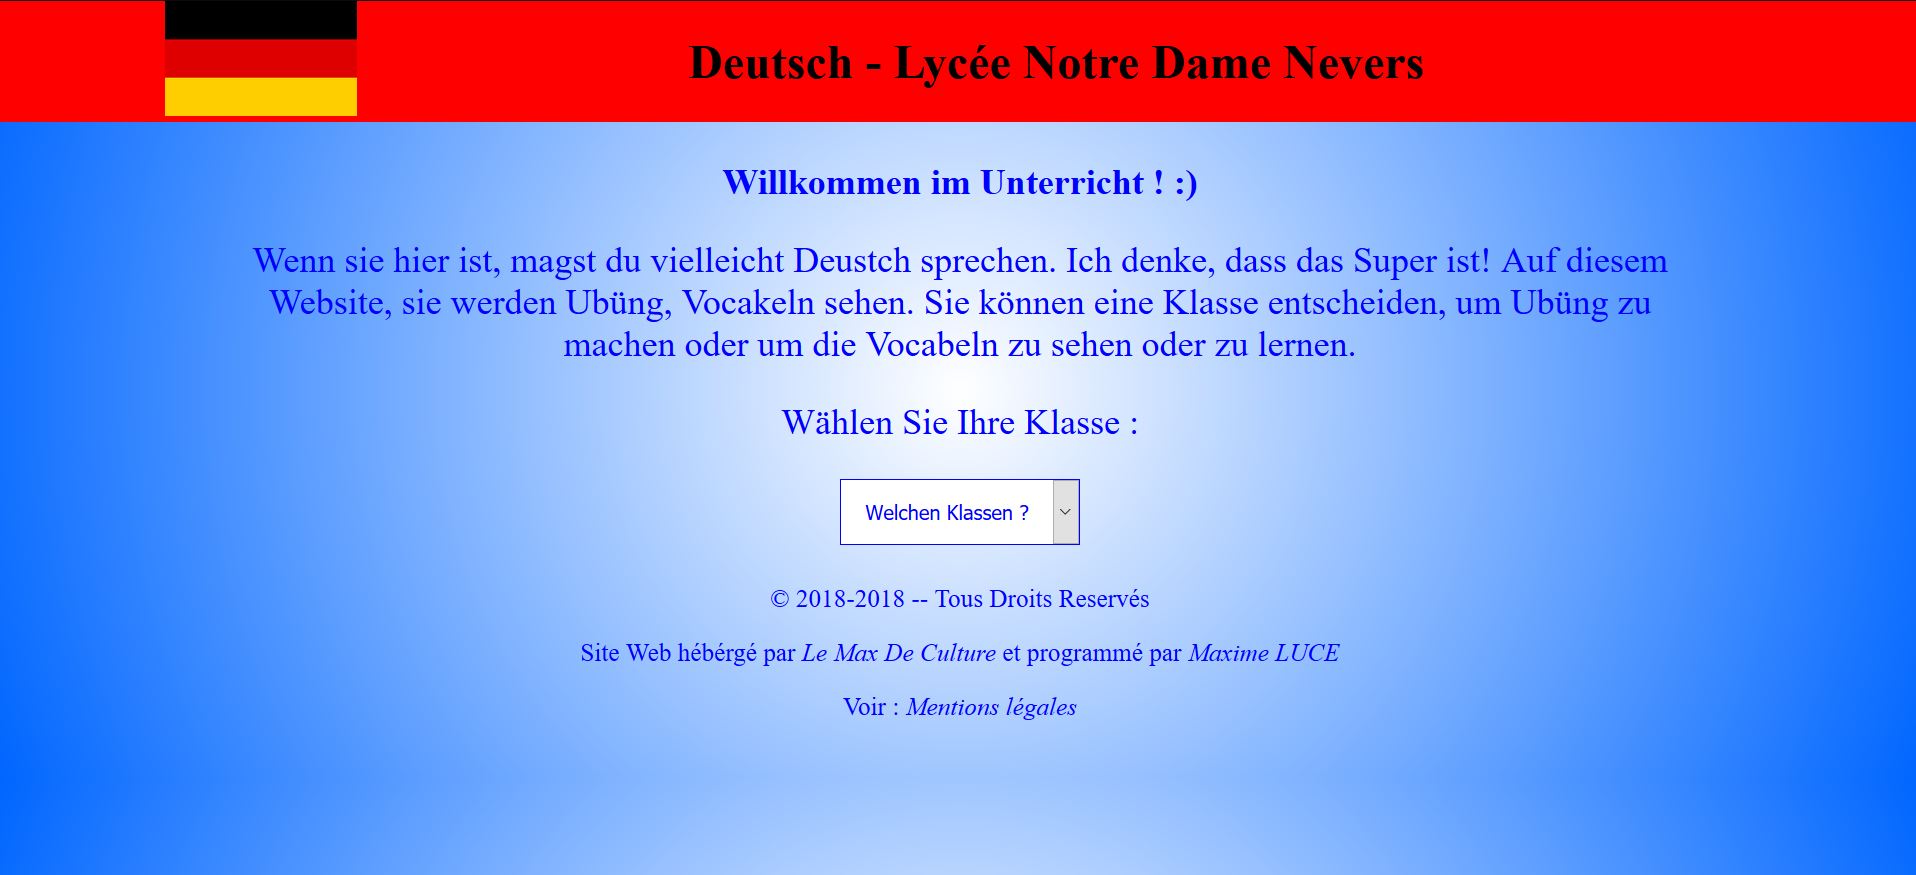 Deutsch - Lycée Notre Dame Nevers
Willkommen im Unterricht ! :)
Wenn sie hier ist, magst du vielleicht Deustch sprechen. Ich denke, dass das Super ist! Auf diesem
Website, sie werden Ubüng, Vocakeln sehen. Sie können eine Klasse entscheiden, um Ubüng zu
machen oder um die Vocabeln zu sehen oder zu lernen.
Wählen Sie Ihre Klasse :
Welchen Klassen ?
© 2018-2018 -- Tous Droits Reservés
Site Web hébérgé par Le Max De Culture et programmé par Maxime LUCE
Voir : Mentions légales